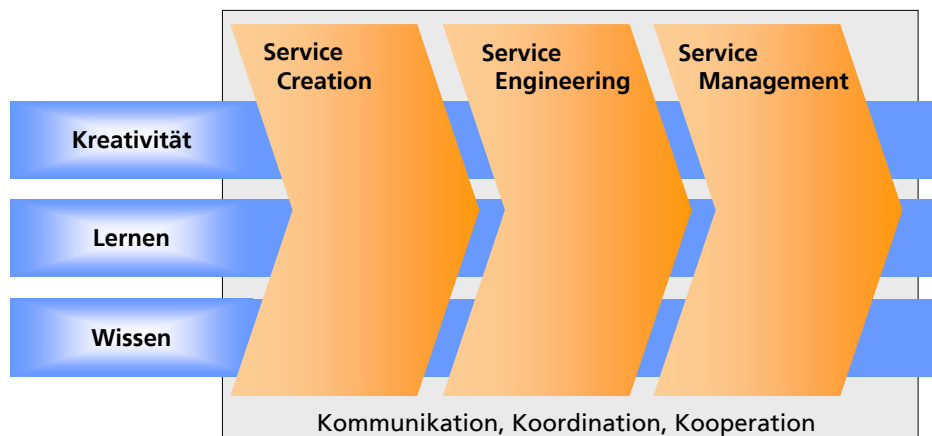 Service
Creation
Service
Engineering
Service
Management
Kreativität
Lernen
Wissen
Kommunikation, Koordination, Kooperation